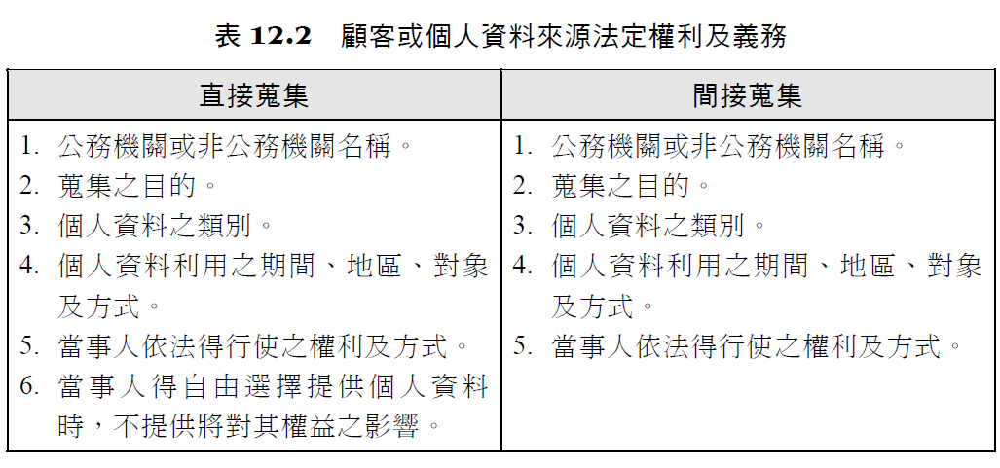 表 12.2 顧客或個人資料來源法定權利及義務
直接蒐集
1. 公務機關或非公務機關名稱。
2. 蒐集之目的。
3. 個人資料之類別。
4. 個人資料利用之期間、地區、對象
及方式。
5. 當事人依法得行使之權利及方式。
6. 當事人得自由選擇提供個人資料
時，不提供將對其權益之影響。
間接蒐集
1. 公務機關或非公務機關名稱。
2. 蒐集之目的。
3. 個人資料之類別。
4. 個人資料利用之期間、地區、對象
及方式。
5. 當事人依法得行使之權利及方式。